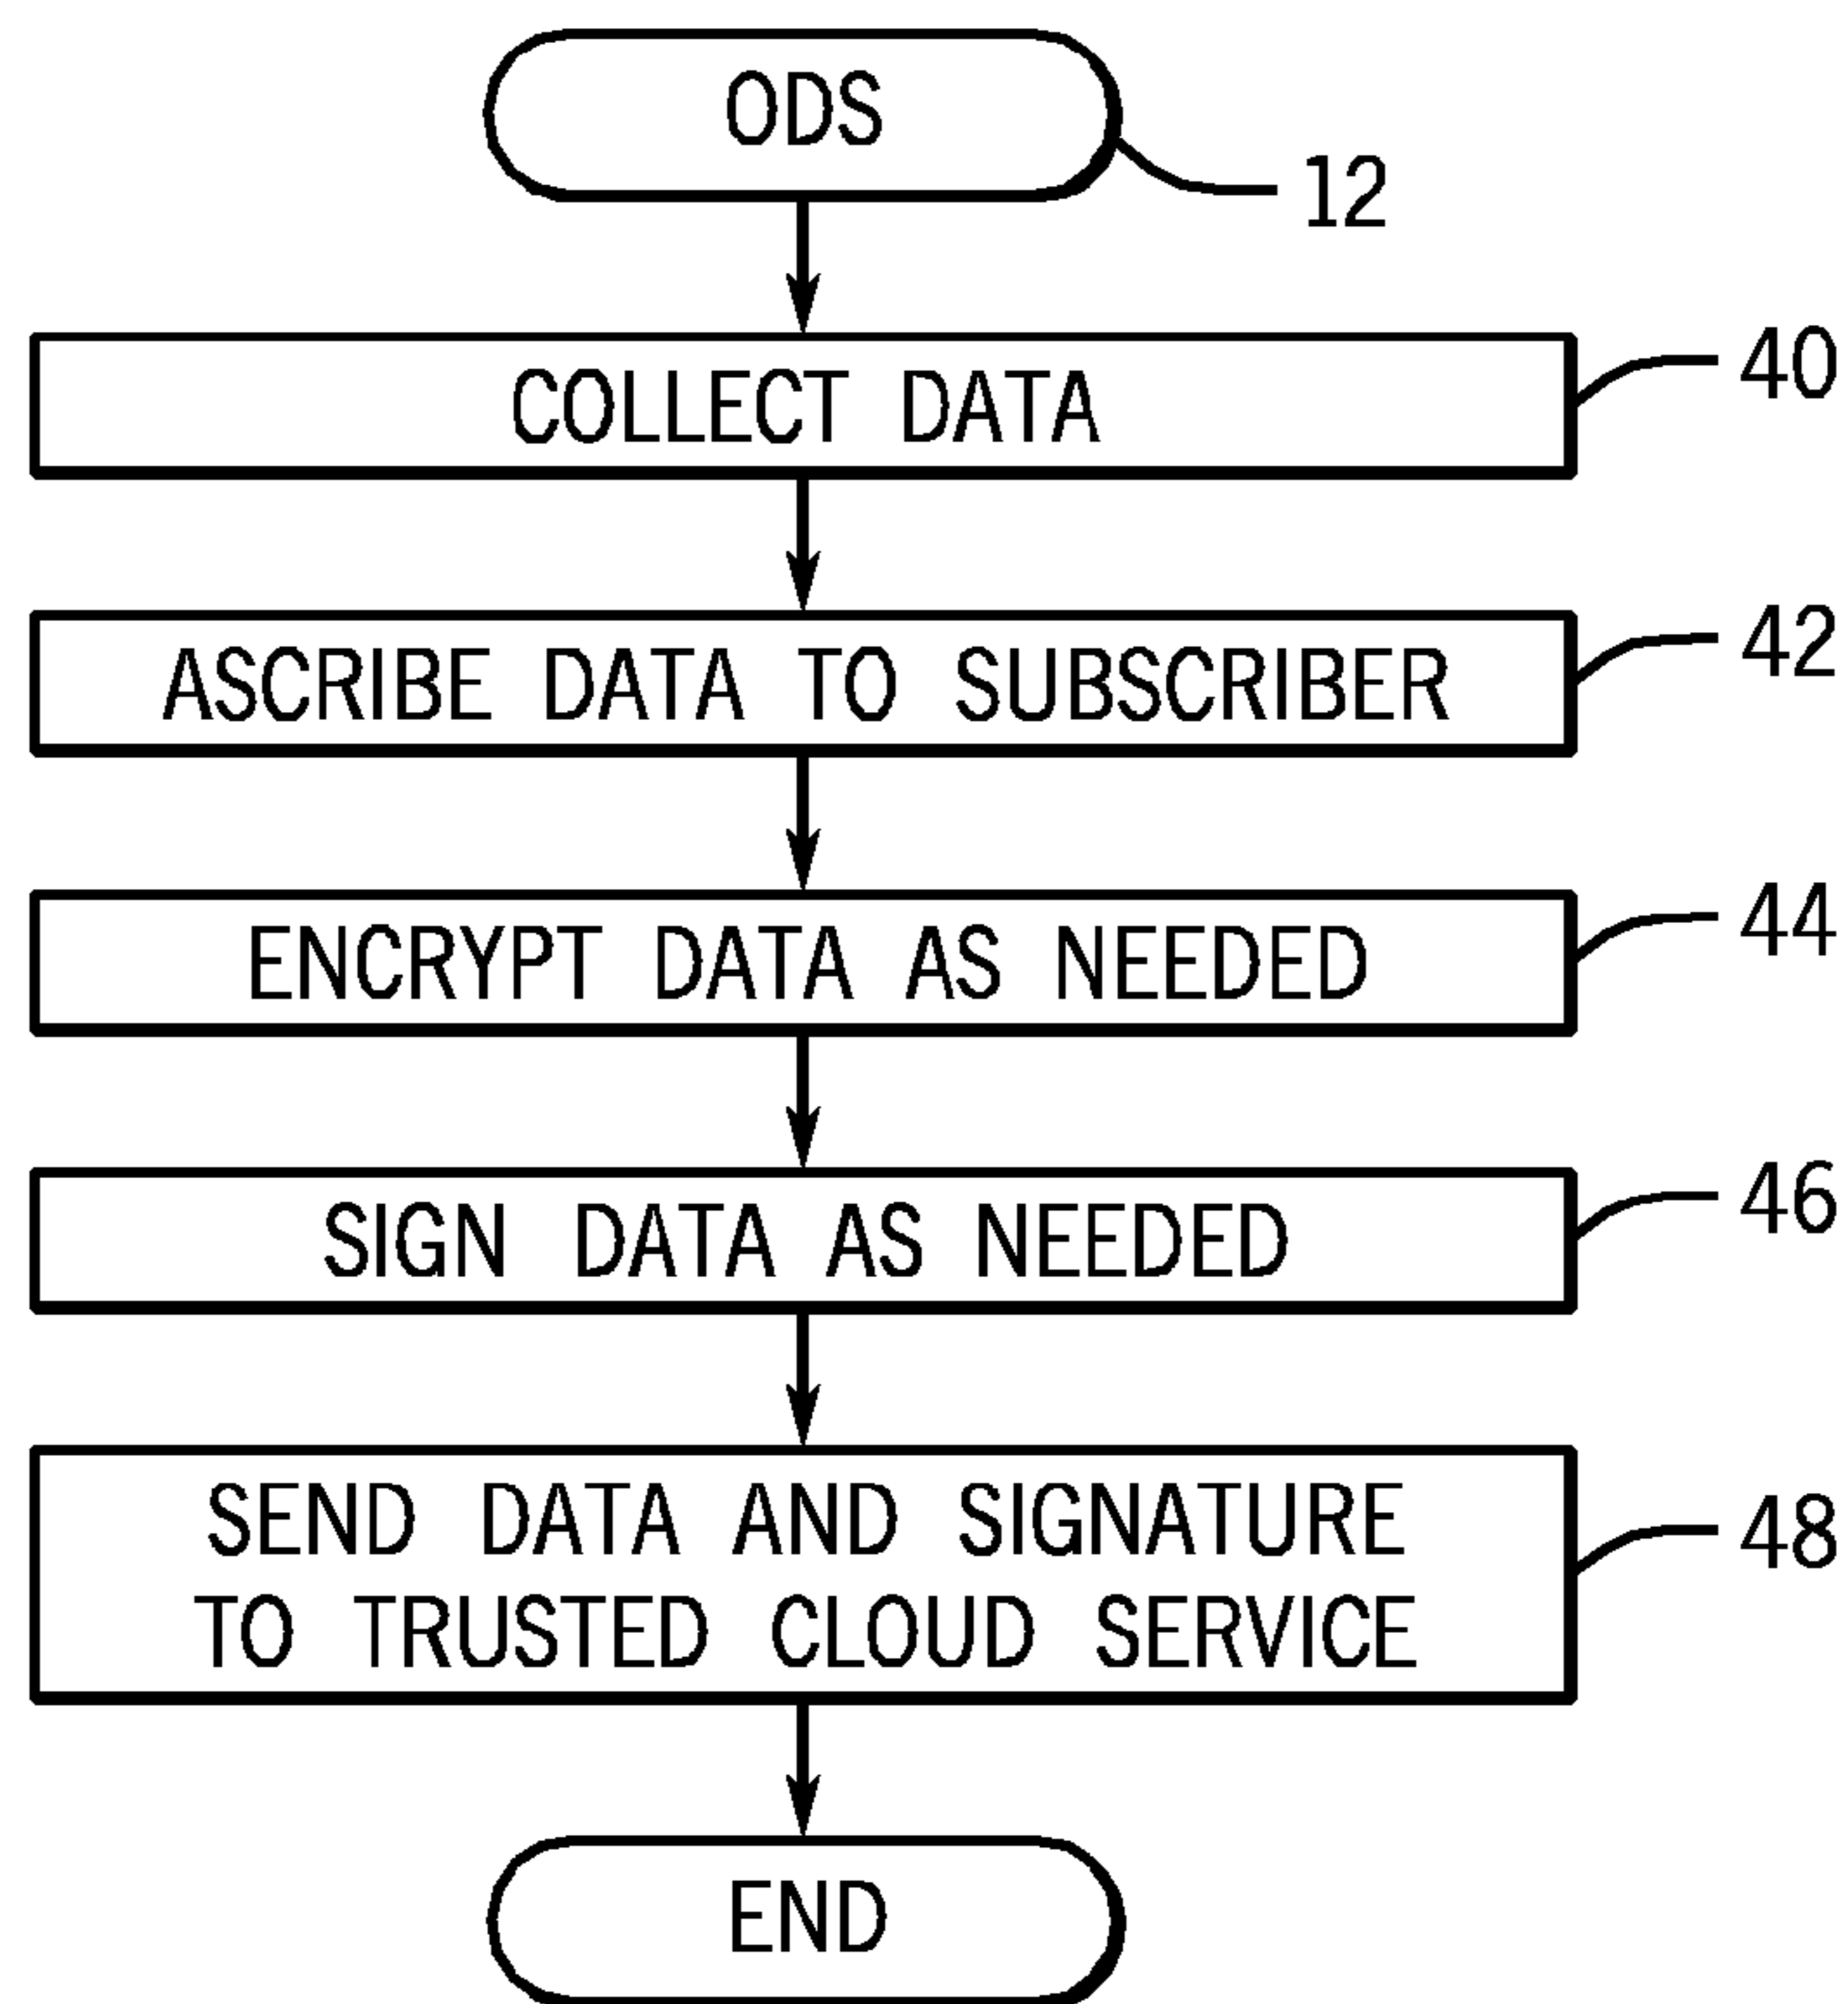 ODS
12
COLLECT DATA
40
ASCRIBE DATA TO SUBSCRIBER
42
ENCRYPT DATA AS NEEDED
44
SIGN DATA AS NEEDED
46
SEND DATA AND SIGNATURE
TO TRUSTED CLOUD SERVICE
48
END